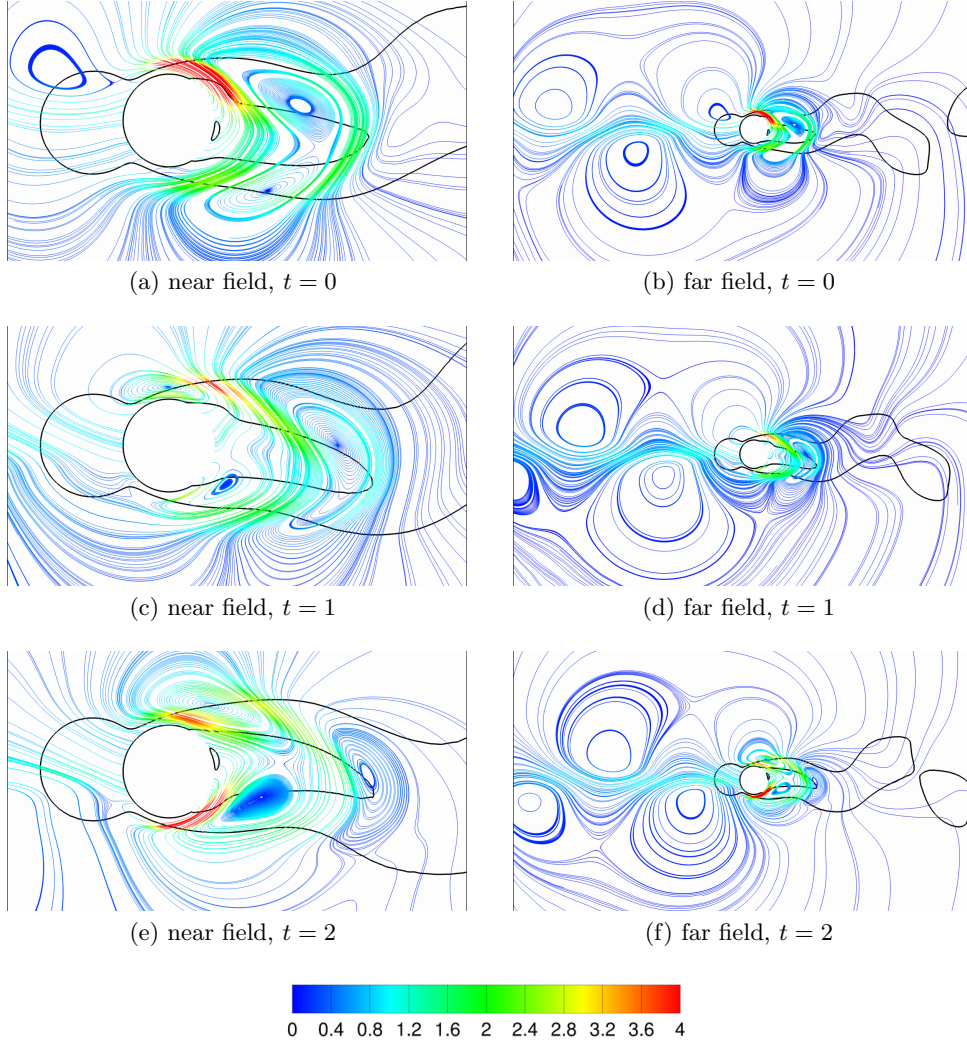 (a) near field, t = 0
(b) far field, t = 0
(c) near field, t = 1
(d) far field, t = 1
(e) near field, t = 2
(f) far field, t = 2
0 0.4 0.8 1.2 1.6 2 2.4 2.8 3.2 3.6 4